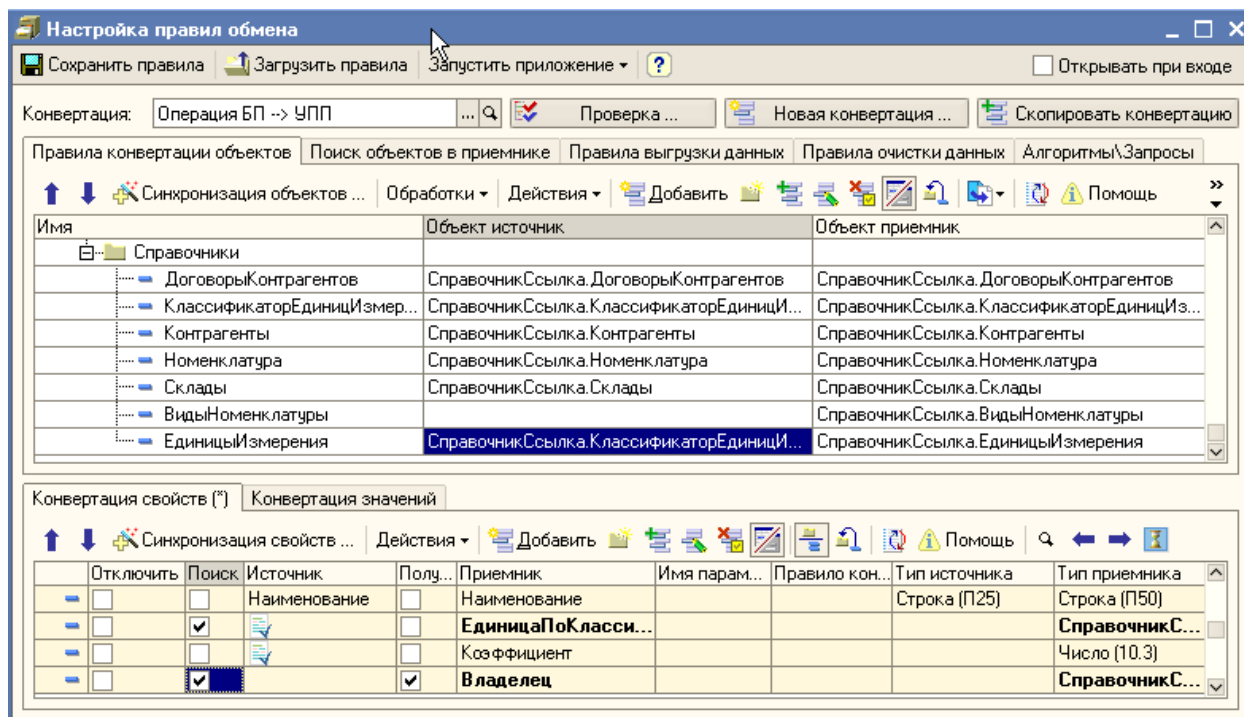 Настройка правил обмена
Сохранить правила Загрузить правила Запустить приложение ? Открывать при входе
Конвертация: Операция БП --> УПП ... Проверка ... Новая конвертация ... Скопировать конвертацию
Правила конвертации объектов Поиск объектов в приемнике Правила выгрузки данных Правила очистки данных Алгоритмы\Запросы
Синхронизация объектов ... Обработки Действия Добавить Помощь »
Имя Объект источник Объект приемник
Справочники
ДоговорыКонтрагентов СправочникСсылка.ДоговорыКонтрагентов СправочникСсылка.ДоговорыКонтрагентов
КлассификаторЕдиницИзмер... СправочникСсылка.КлассификаторЕдиницИ... СправочникСсылка.КлассификаторЕдиницИз...
Контрагенты СправочникСсылка.Контрагенты СправочникСсылка.Контрагенты
Номенклатура СправочникСсылка.Номенклатура СправочникСсылка.Номенклатура
Склады СправочникСсылка.Склады СправочникСсылка.Склады
ВидыНоменклатуры СправочникСсылка.ВидыНоменклатуры
ЕдиницыИзмерения СправочникСсылка.КлассификаторЕдиницИ... СправочникСсылка.ЕдиницыИзмерения
Конвертация свойств (*) Конвертация значений
Синхронизация свойств ... Действия Добавить Помощь
Отключить Поиск Источник Полу... Приемник Имя парам... Правило кон... Тип источника Тип приемника
Наименование Наименование Строка (П25) Строка (П50)
ЕдиницаПоКласси... СправочникС...
Коэффициент Число (10.3)
Владелец СправочникС...